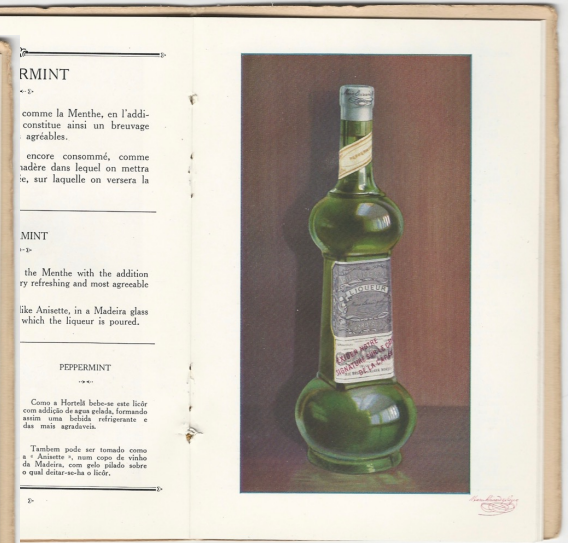 RMINT
comme la Menthe, en l'addi-
constitue ainsi un breuvage
agréables.
encore consommé, comme
adère dans lequel on mettra
ée, sur laquelle on versera la
MINT
the Menthe with the addition
ry refreshing and most agreeable
like Anisette, in a Madeira glass
which the liqueur is poured.
PEPPERMINT
Como a Hortelã bebe-se este licôr
com addição de agua gelada, formando
assim uma bebida refrigerante e
das mais agradaveis.
Tambem pode ser tomado como
a « Anisette », num copo de vinho
da Madeira, com gelo pilado sobre
o qual deitar-se-ha o licôr.
LIQUEUR